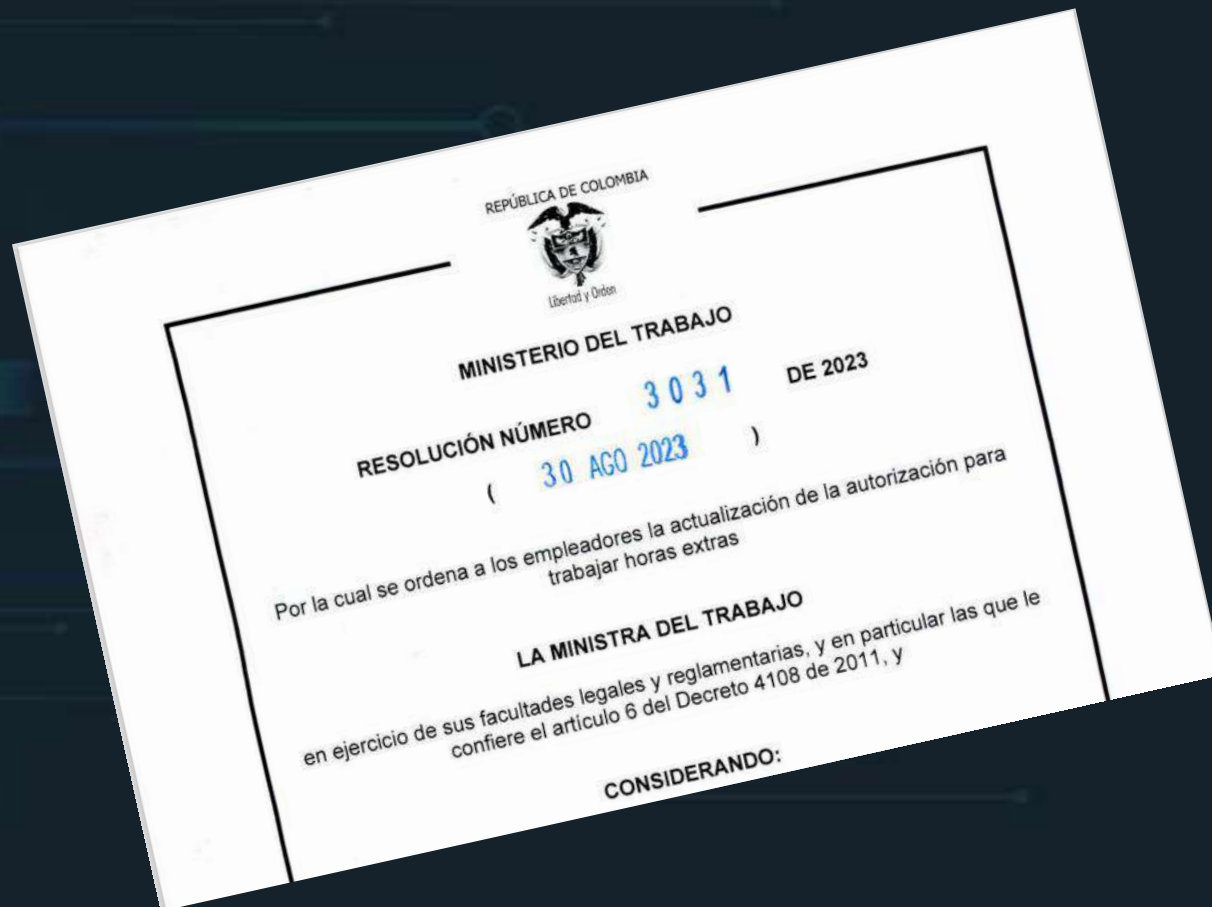 REPÚBLICA DE COLOMBIA
Libertad y Orden
MINISTERIO DEL TRABAJO
RESOLUCIÓN NÚMERO 3031 DE 2023
( 30 AGO 2023 )
Por la cual se ordena a los empleadores la actualización de la autorización para
trabajar horas extras
LA MINISTRA DEL TRABAJO
en ejercicio de sus facultades legales y reglamentarias, y en particular las que le
confiere el artículo 6 del Decreto 4108 de 2011, y
CONSIDERANDO: